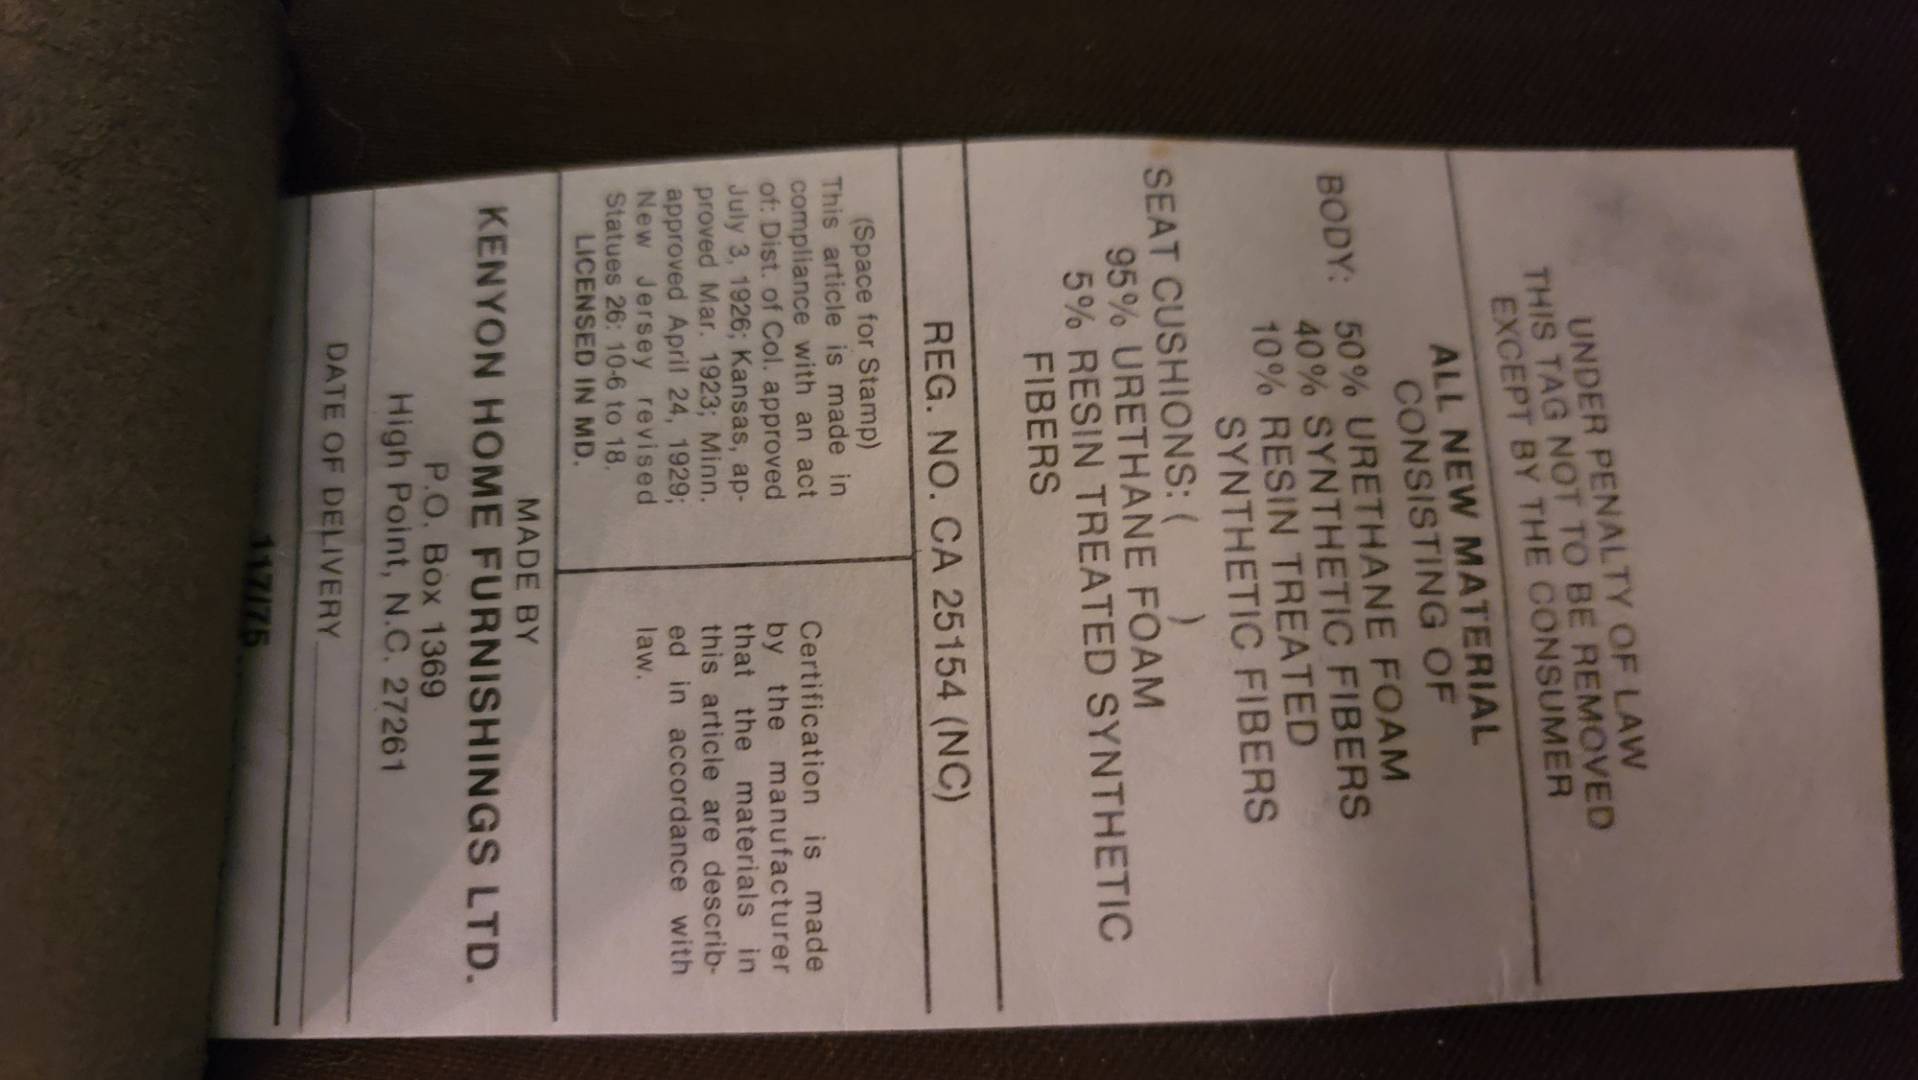 UNDER PENALTY OF LAW
THIS TAG NOT TO BE REMOVED
EXCEPT BY THE CONSUMER
ALL NEW MATERIAL
CONSISTING OF
BODY: 50% URETHANE FOAM
40% SYNTHETIC FIBERS
10% RESIN TREATED
SYNTHETIC FIBERS
SEAT CUSHIONS: ( )
95% URETHANE FOAM
5% RESIN TREATED SYNTHETIC
FIBERS
REG. NO. CA 25154 (NC)
(Space for Stamp)
This article is made in
compliance with an act
of: Dist. of Col. approved
July 3, 1926; Kansas, ap-
proved Mar. 1923; Minn.
approved April 24, 1929;
New Jersey revised
Statues 26: 10-6 to 18.
LICENSED IN MD.
Certification is made
by the manufacturer
that the materials in
this article are describ-
ed in accordance with
law.
MADE BY
KENYON HOME FURNISHINGS LTD.
P.O. Box 1369
High Point, N.C. 27261
DATE OF DELIVERY